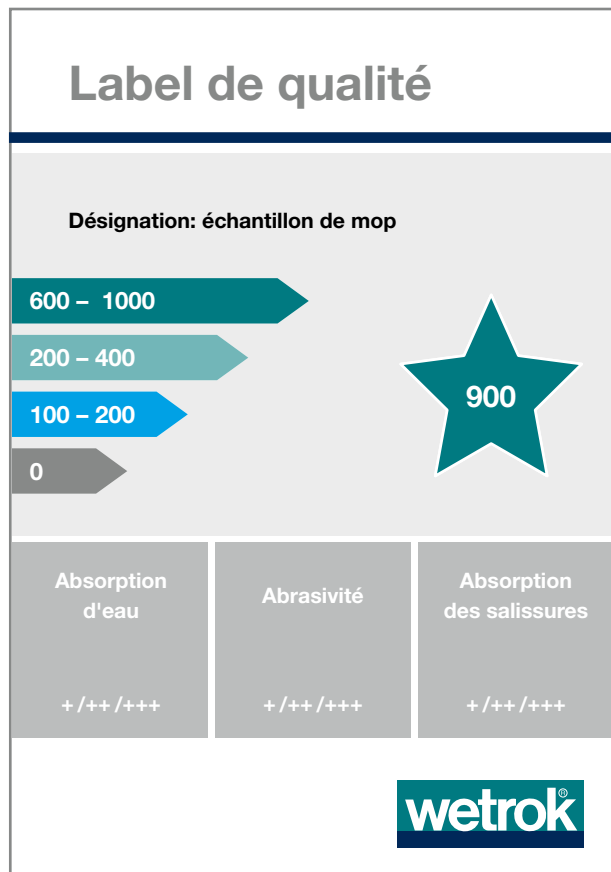 Label de qualité
Désignation: échantillon de mop
600 – 1000
200 – 400
100 – 200
0
900
Absorption
d'eau
+/++/+++
Abrasivité
+/++/+++
Absorption
des salissures
+/++/+++
wetrok®